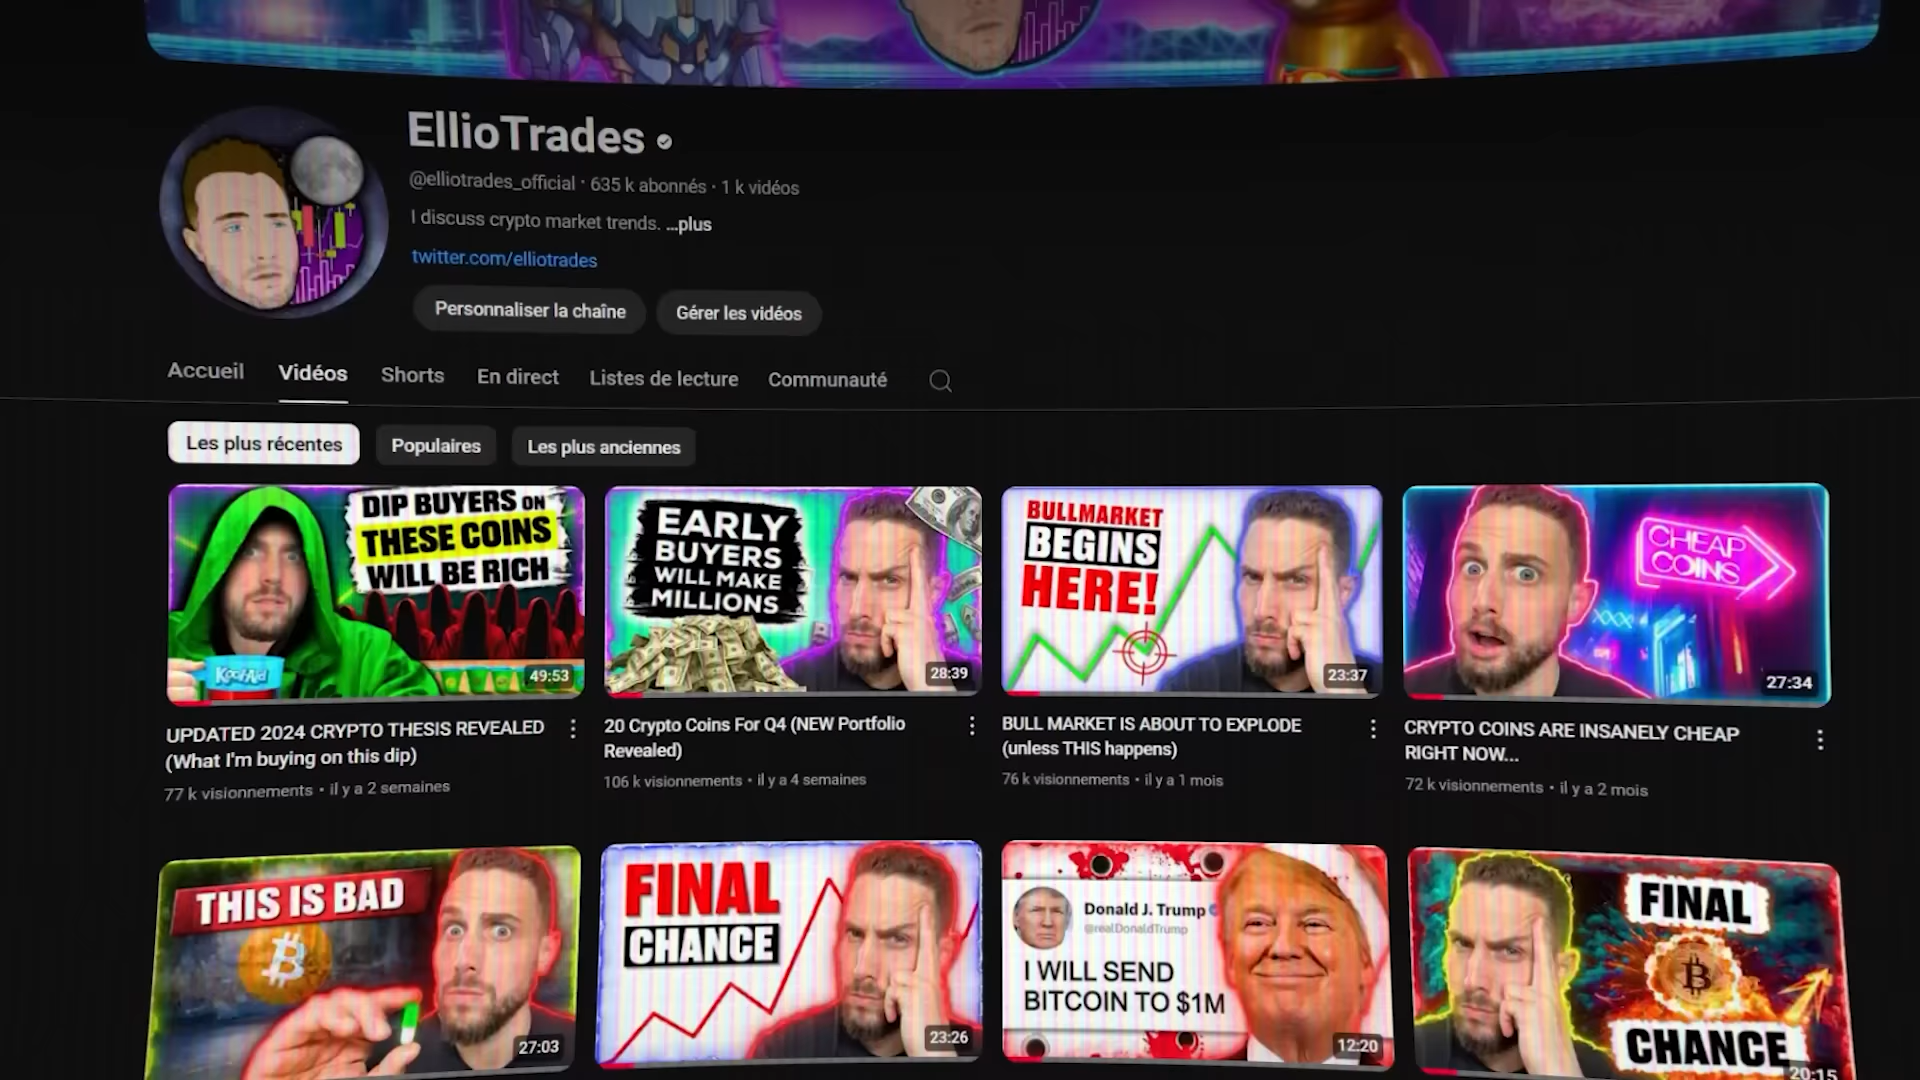 EllioTrades
@elliotrades_official · 635 k abonnés · 1 k vidéos
I discuss crypto market trends. ...plus
twitter.com/elliotrades
Personnaliser la chaîne
Gérer les vidéos
Accueil
Vidéos
Shorts
En direct
Listes de lecture
Communauté
Les plus récentes
Populaires
Les plus anciennes
DIP BUYERS ON
THESE COINS
WILL BE RICH
Kool-Aid
49:53
EARLY
BUYERS
WILL MAKE
MILLIONS
28:39
BULLMARKET
BEGINS
HERE!
23:37
CHEAP
COINS
XXX
27:34
UPDATED 2024 CRYPTO THESIS REVEALED
(What I'm buying on this dip)
77 k visionnements · il y a 2 semaines
20 Crypto Coins For Q4 (NEW Portfolio
Revealed)
106 k visionnements · il y a 4 semaines
BULL MARKET IS ABOUT TO EXPLODE
(unless THIS happens)
76 k visionnements · il y a 1 mois
CRYPTO COINS ARE INSANELY CHEAP
RIGHT NOW...
72 k visionnements · il y a 2 mois
THIS IS BAD
27:03
FINAL
CHANCE
23:26
Donald J. Trump
@realDonaldTrump
I WILL SEND
BITCOIN TO $1M
12:20
FINAL
CHANCE
20:15